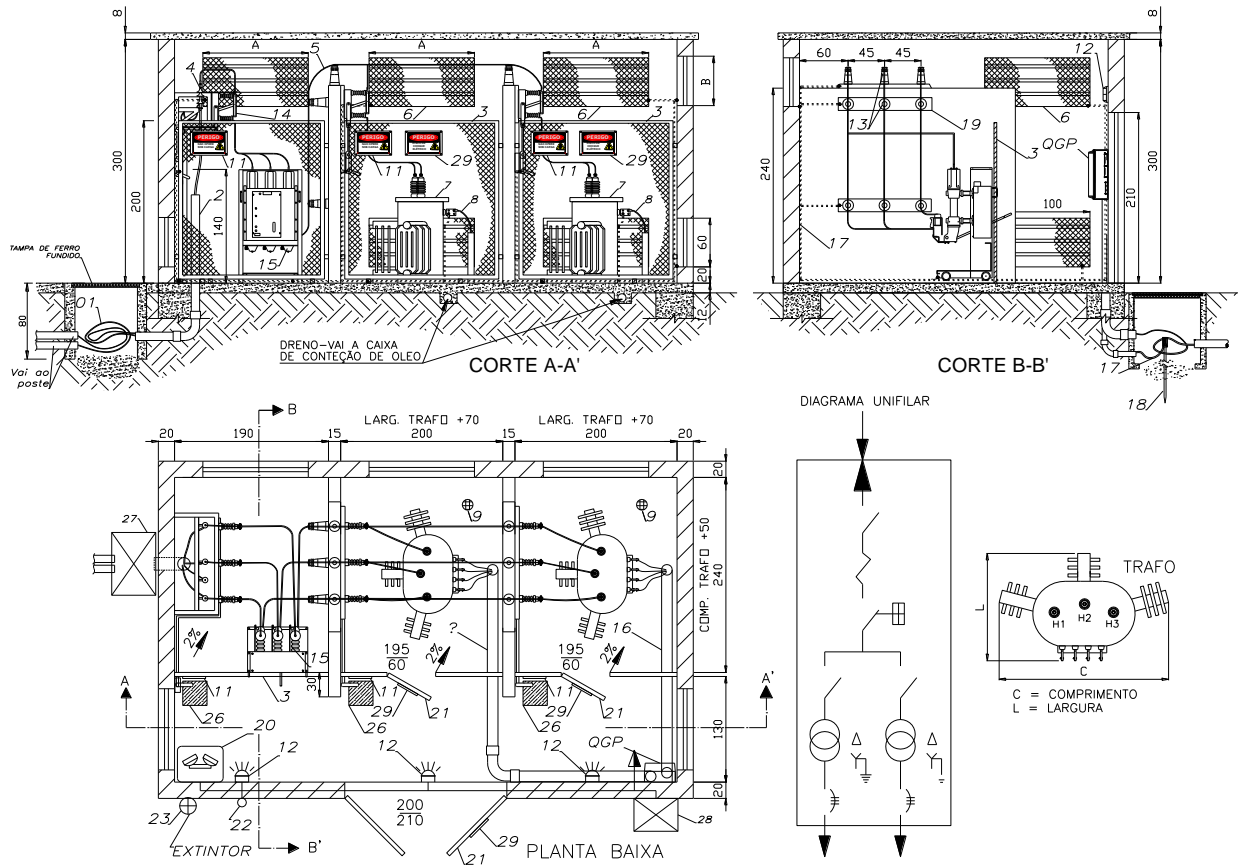 8
A
A
A
5
4
B
14
6
3
6
3
PERIGO
PERIGO
PERIGO
PERIGO
PERIGO
11
11
29
11
29
300
200
2
140
15
7
8
7
8
60
20
12
TAMPA DE FERRO
FUNDIDO
01
80
Vai ao
poste
DRENO-VAI A CAIXA
DE CONTEÇÃO DE OLEO
CORTE A-A'
8
60
45
45
12
13
19
6
3
QGP
240
300
210
100
17
17
18
CORTE B-B'
B
LARG. TRAFO +70
LARG. TRAFO +70
20
190
15
200
15
200
20
20
27
9
9
COMP. TRAFO +50
240
2%
15
?
16
195
60
2%
195
60
2%
3
30
11
26
11
29
26
21
11
29
21
A
A'
130
20
12
12
12
QGP
20
23
22
EXTINTOR
B'
200
210
29
21
28
PLANTA BAIXA
DIAGRAMA UNIFILAR
Δ
Y
Δ
Y
TRAFO
L
H1
H2
H3
C
C = COMPRIMENTO
L = LARGURA